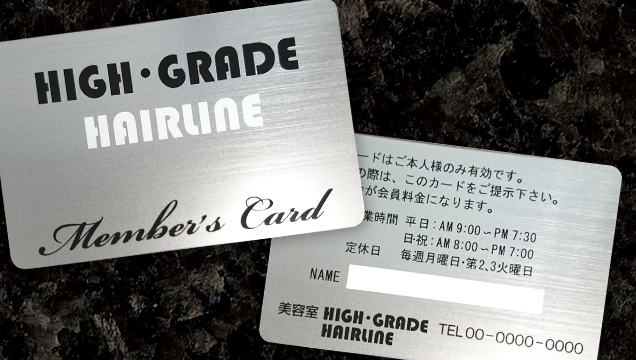 HIGH・GRADE
HAIRLINE
Member's Card
ードはご本人様のみ有効です。
の際は、このカードをご提示下さい。
が会員料金になります。
業時間 平日：AM 9:00～PM 7:30
日・祝：AM 8:00～PM 7:00
定休日 毎週月曜日・第2,3火曜日
NAME
美容室 HIGH・GRADE
HAIRLINE
TEL00-0000-0000